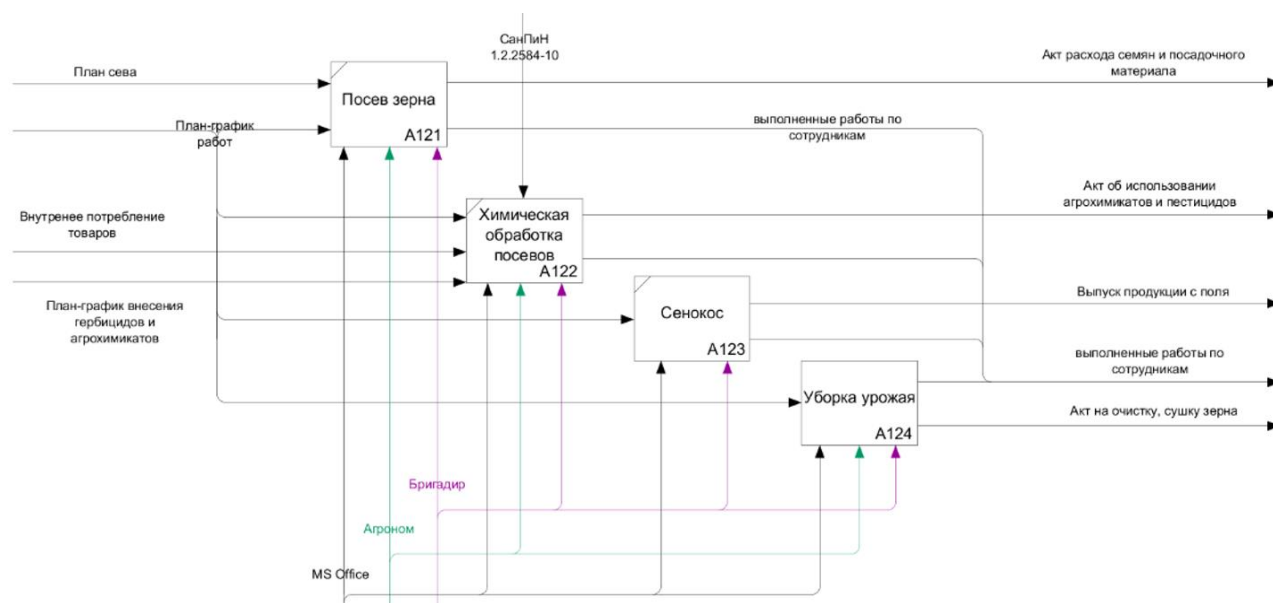 СанПиН
1.2.2584-10
План сева
Акт расхода семян и посадочного
материала
Посев зерна
A121
План-график
работ
выполненные работы по
сотрудникам
Внутренее потребление
товаров
Химическая
обработка
посевов
A122
Акт об использовании
агрохимикатов и пестицидов
План-график внесения
гербицидов и
агрохимикатов
Сенокос
A123
Выпуск продукции с поля
выполненные работы по
сотрудникам
Уборка урожая
A124
Акт на очистку, сушку зерна
Бригадир
Агроном
MS Office